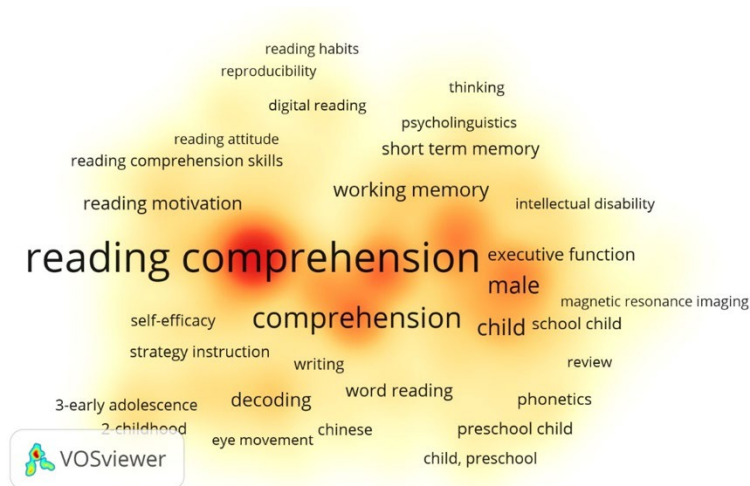 reading habits
reproducibility
thinking
digital reading
psycholinguistics
reading attitude
short term memory
reading comprehension skills
working memory
reading motivation
intellectual disability
reading comprehension
executive function
male
magnetic resonance imaging
self-efficacy
comprehension
child
school child
strategy instruction
writing
review
word reading
decoding
phonetics
3-early adolescence
2-childhood
chinese
preschool child
eye movement
child, preschool
VOSviewer